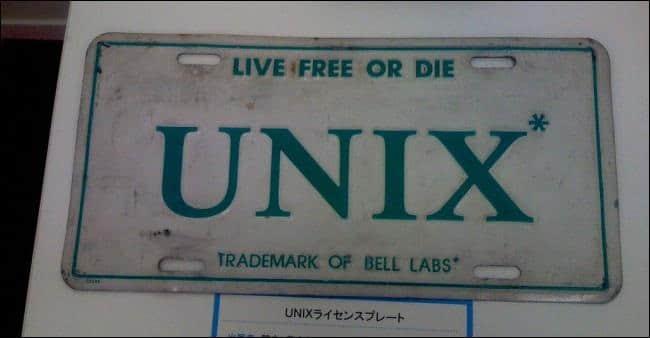 LIVE FREE OR DIE
UNIX*
TRADEMARK OF BELL LABS*
UNIXライセンスプレート